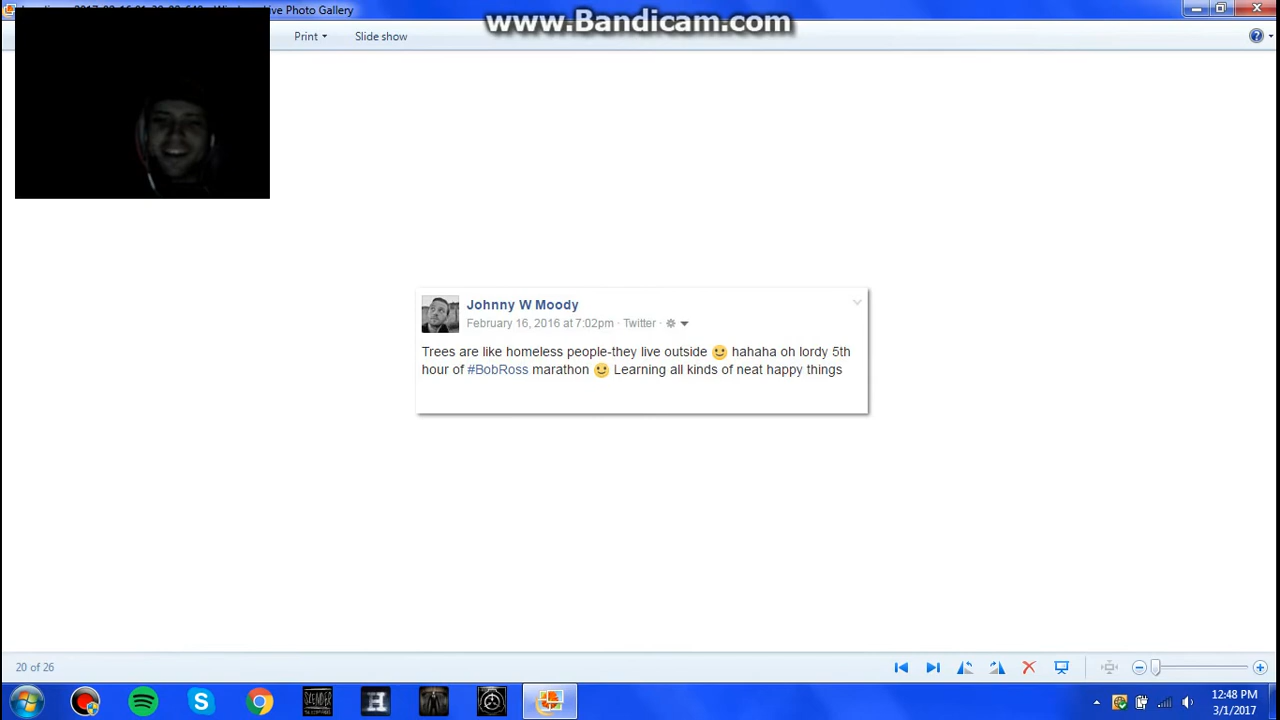 Live Photo Gallery
www.Bandicam.com
Print
Slide show
Johnny W Moody
February 16, 2016 at 7:02pm · Twitter ·
Trees are like homeless people-they live outside hahaha oh lordy 5th
hour of #BobRoss marathon Learning all kinds of neat happy things
20 of 26
SLENDER
H
12:48 PM
3/1/2017